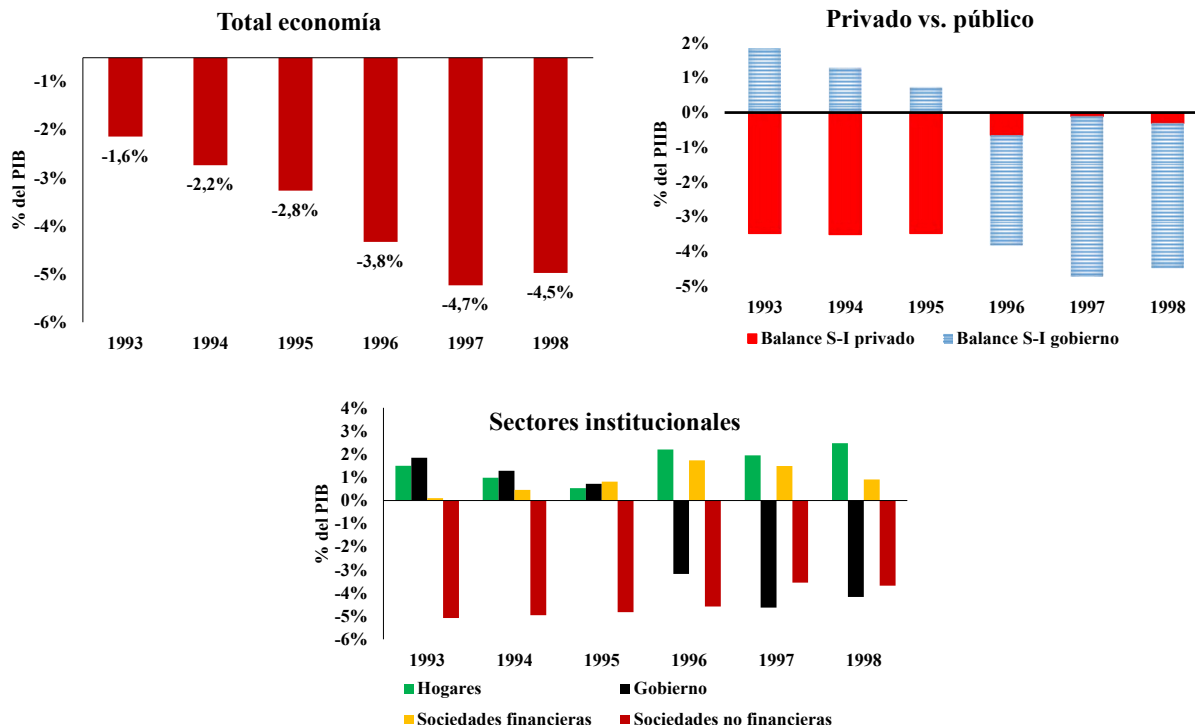 Total economía
% del PIB
-1%
-2%
-3%
-4%
-5%
-6%
-1,6%
-2,2%
-2,8%
-3,8%
-4,7%
-4,5%
1993 1994 1995 1996 1997 1998
Privado vs. público
% del PIIB
2%
1%
0%
-1%
-2%
-3%
-4%
-5%
1993 1994 1995 1996 1997 1998
Balance S-I privado Balance S-I gobierno
Sectores institucionales
% del PIB
4%
3%
2%
1%
0%
-1%
-2%
-3%
-4%
-5%
-6%
1993 1994 1995 1996 1997 1998
Hogares Gobierno
Sociedades financieras Sociedades no financieras